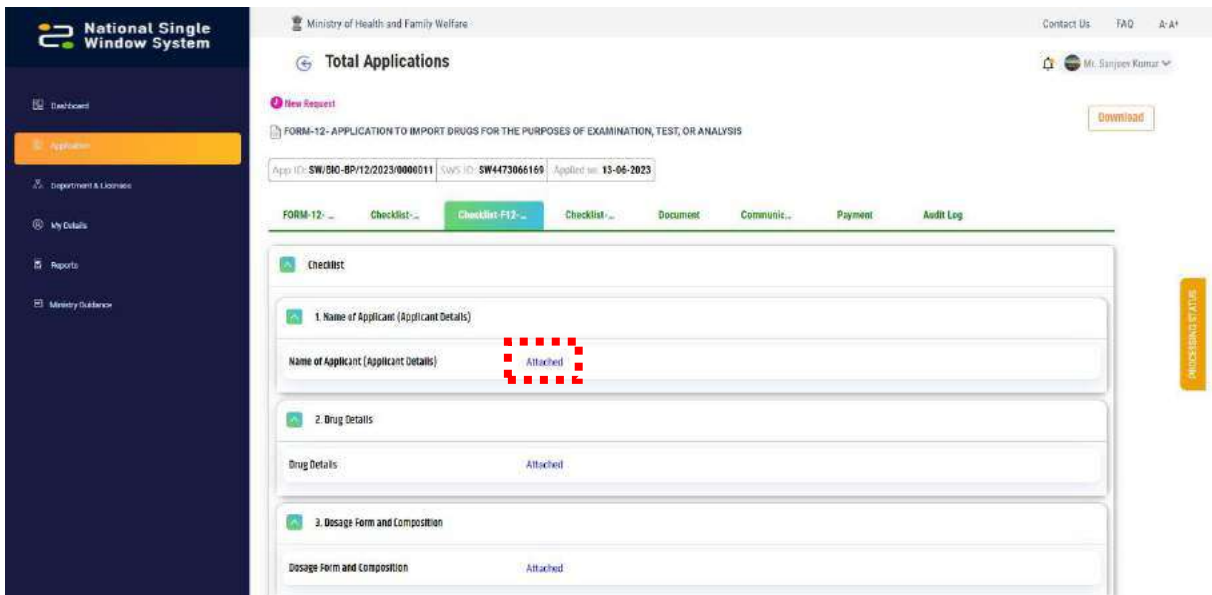 National Single
Window System
Ministry of Health and Family Welfare
Contact Us FAQ A- A+
Total Applications
Mr. Sanjeev Kumar
Dashboard
Application
Department & Licenses
My Details
Reports
Ministry Guidance
New Request
FORM-12- APPLICATION TO IMPORT DRUGS FOR THE PURPOSES OF EXAMINATION, TEST, OR ANALYSIS
Download
App ID: SW/BIO-BP/12/2023/0000011 SWS ID: SW4473066169 Applied on: 13-06-2023
FORM-12- ... Checklist-... Checklist-F12-... Checklist-... Document Communic... Payment Audit Log
Checklist
1. Name of Applicant (Applicant Details)
Name of Applicant (Applicant Details) Attached
2. Drug Details
Drug Details Attached
3. Dosage Form and Composition
Dosage Form and Composition Attached
PROCESSING STATUS